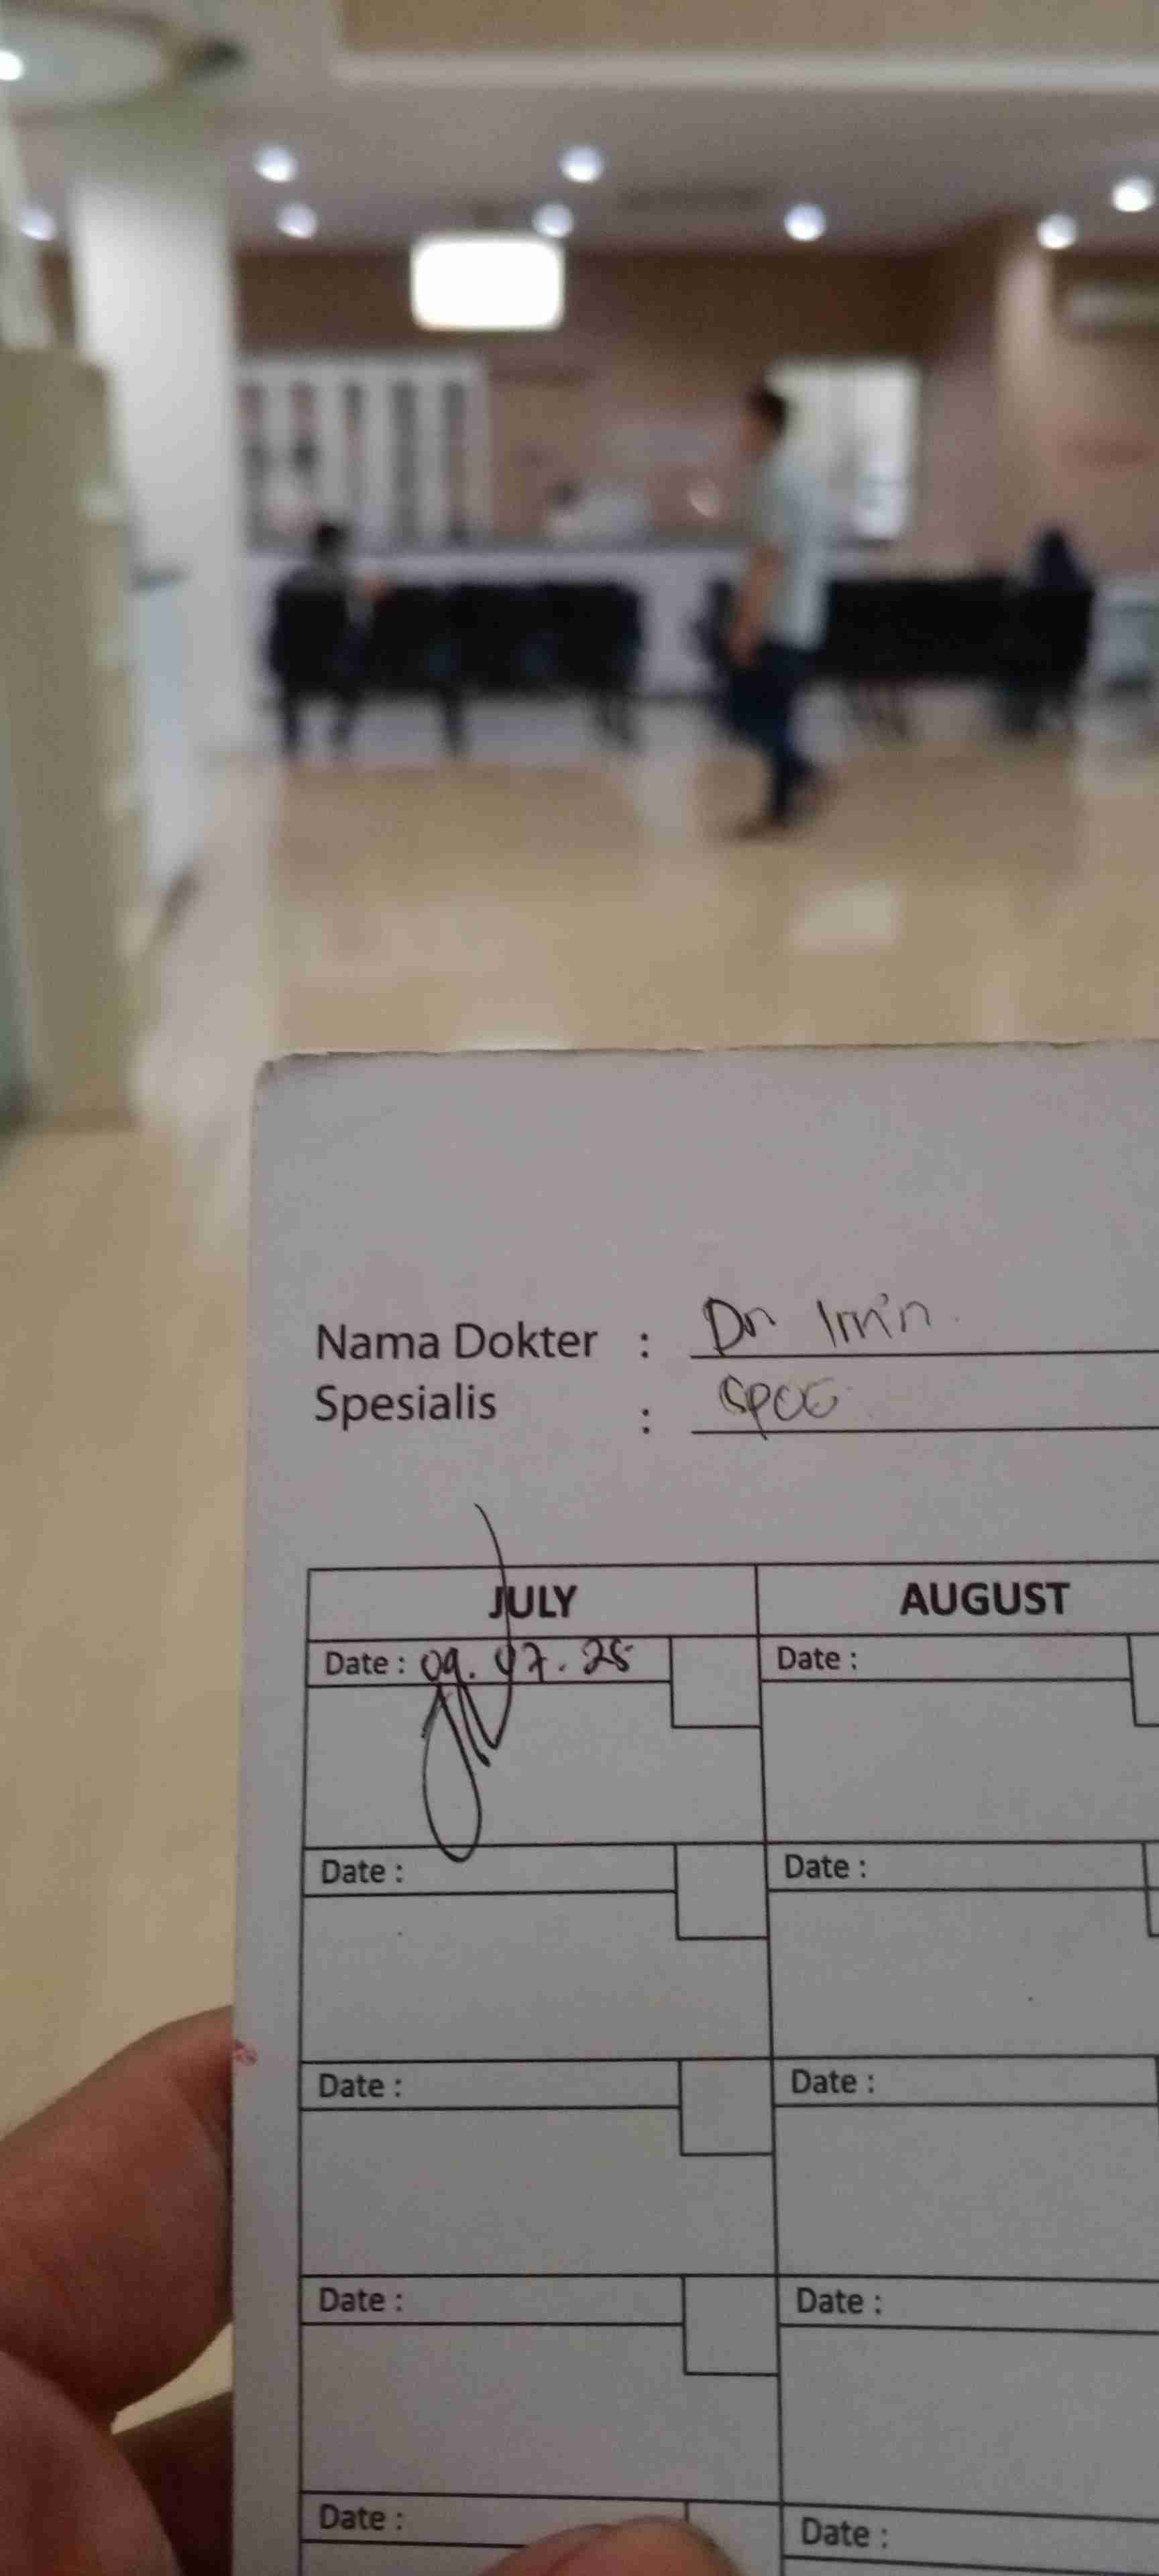 Nama Dokter : Dr Imin
Spesialis : SPOG
JULY AUGUST
Date : 09.07.25 Date :
Date : Date :
Date : Date :
Date : Date :
Date : Date :